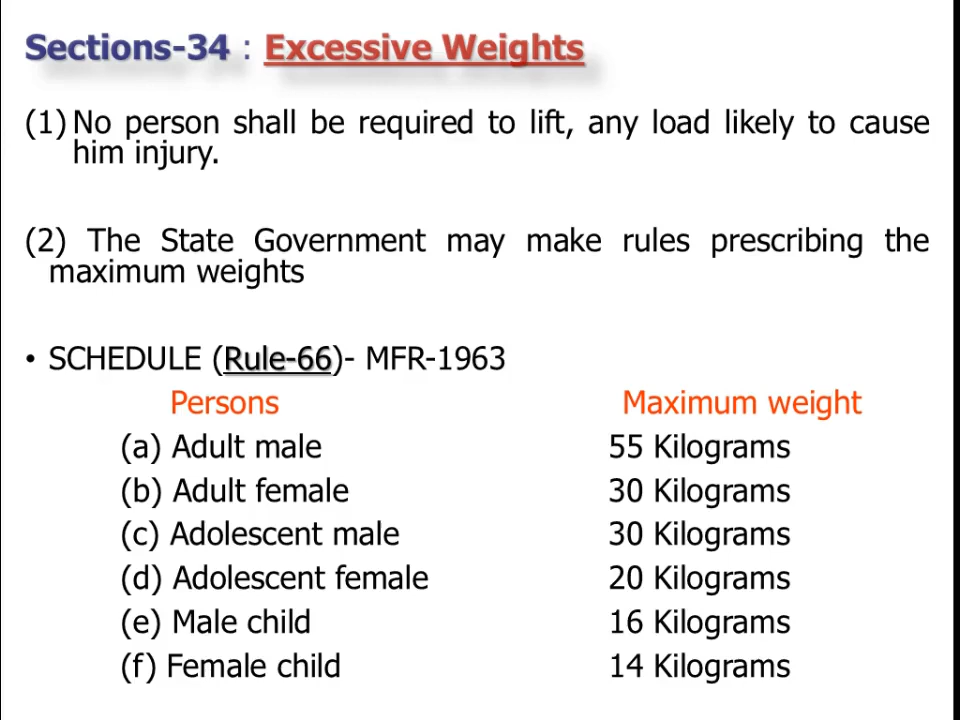 Sections-34 : Excessive Weights
(1) No person shall be required to lift, any load likely to cause
him injury.
(2) The State Government may make rules prescribing the
maximum weights
• SCHEDULE (Rule-66)- MFR-1963
Persons Maximum weight
(a) Adult male 55 Kilograms
(b) Adult female 30 Kilograms
(c) Adolescent male 30 Kilograms
(d) Adolescent female 20 Kilograms
(e) Male child 16 Kilograms
(f) Female child 14 Kilograms